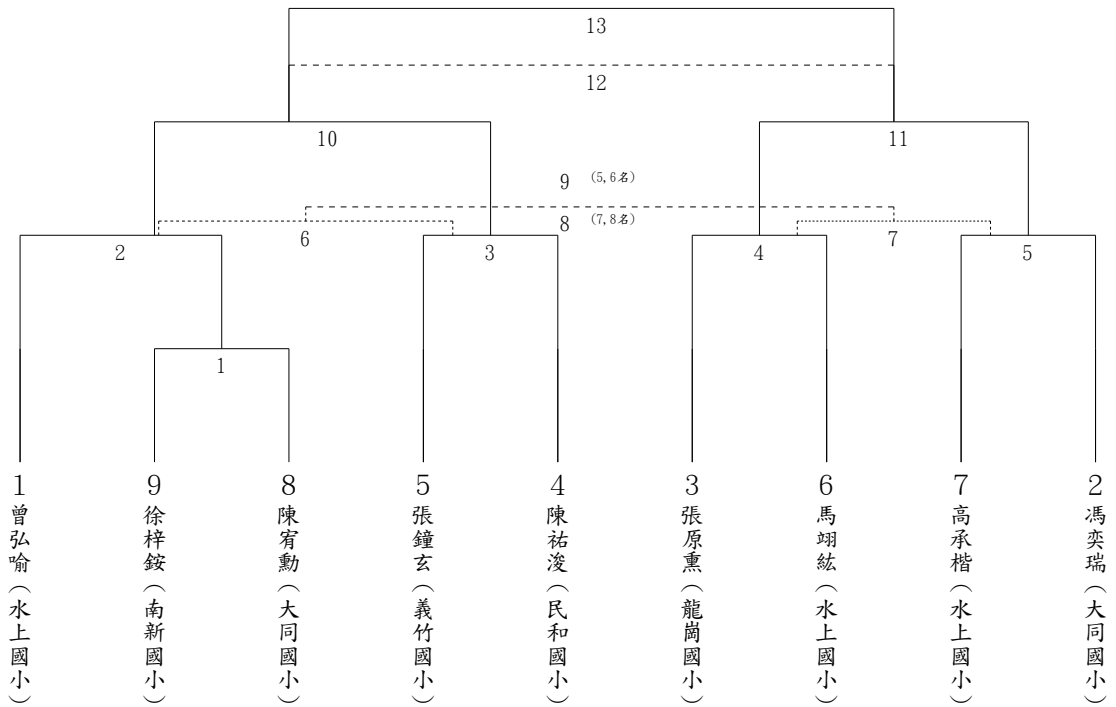 13
12
10
11
9 (5,6名)
8 (7,8名)
2
6
3
4
7
5
1
1 曾弘喻（水上國小）
9 徐梓銨（南新國小）
8 陳宥勳（大同國小）
5 張鐘玄（義竹國小）
4 陳祐浚（民和國小）
3 張原熏（龍崗國小）
6 馬翊紘（水上國小）
7 高承楷（水上國小）
2 馮奕瑞（大同國小）